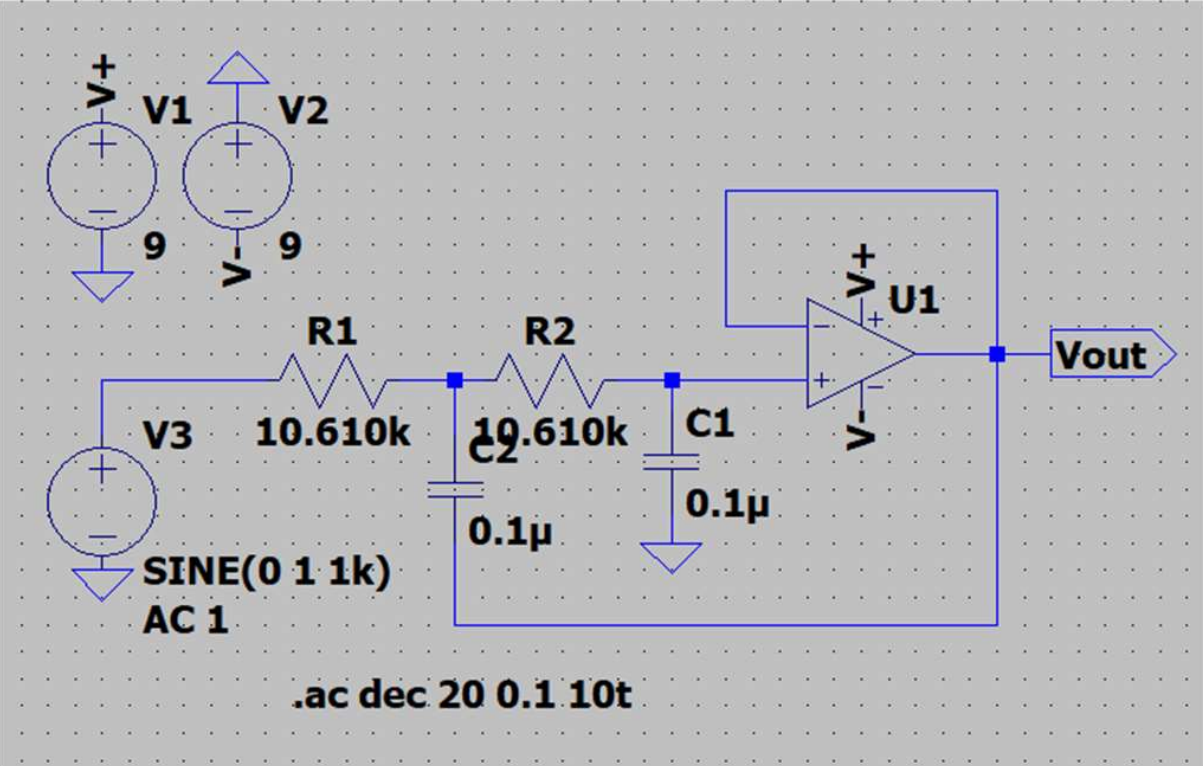 V+
V1
9
V2
V-
9
R1
10.610k
R2
10.610k
C2
0.1µ
C1
0.1µ
V+
U1
V-
Vout
V3
SINE(0 1 1k)
AC 1
.ac dec 20 0.1 10t